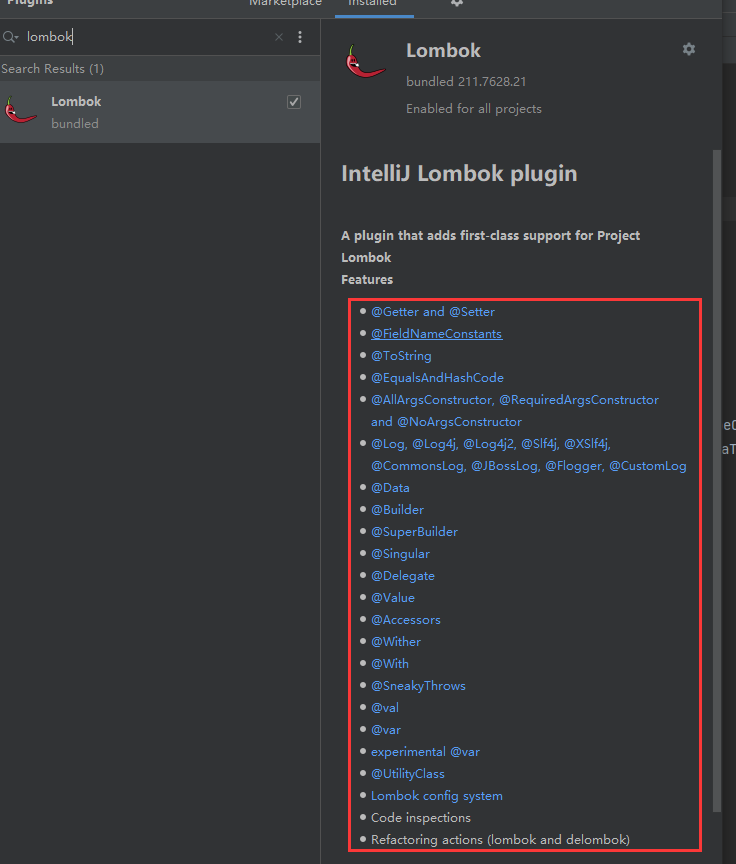 Plugins
Marketplace
Installed
lombok
Search Results (1)
Lombok
bundled
Lombok
bundled 211.7628.21
Enabled for all projects
IntelliJ Lombok plugin
A plugin that adds first-class support for Project
Lombok
Features
@Getter and @Setter
@FieldNameConstants
@ToString
@EqualsAndHashCode
@AllArgsConstructor, @RequiredArgsConstructor
and @NoArgsConstructor
@Log, @Log4j, @Log4j2, @Slf4j, @XSlf4j,
@CommonsLog, @JBossLog, @Flogger, @CustomLog
@Data
@Builder
@SuperBuilder
@Singular
@Delegate
@Value
@Accessors
@Wither
@With
@SneakyThrows
@val
@var
experimental @var
@UtilityClass
Lombok config system
Code inspections
Refactoring actions (lombok and delombok)